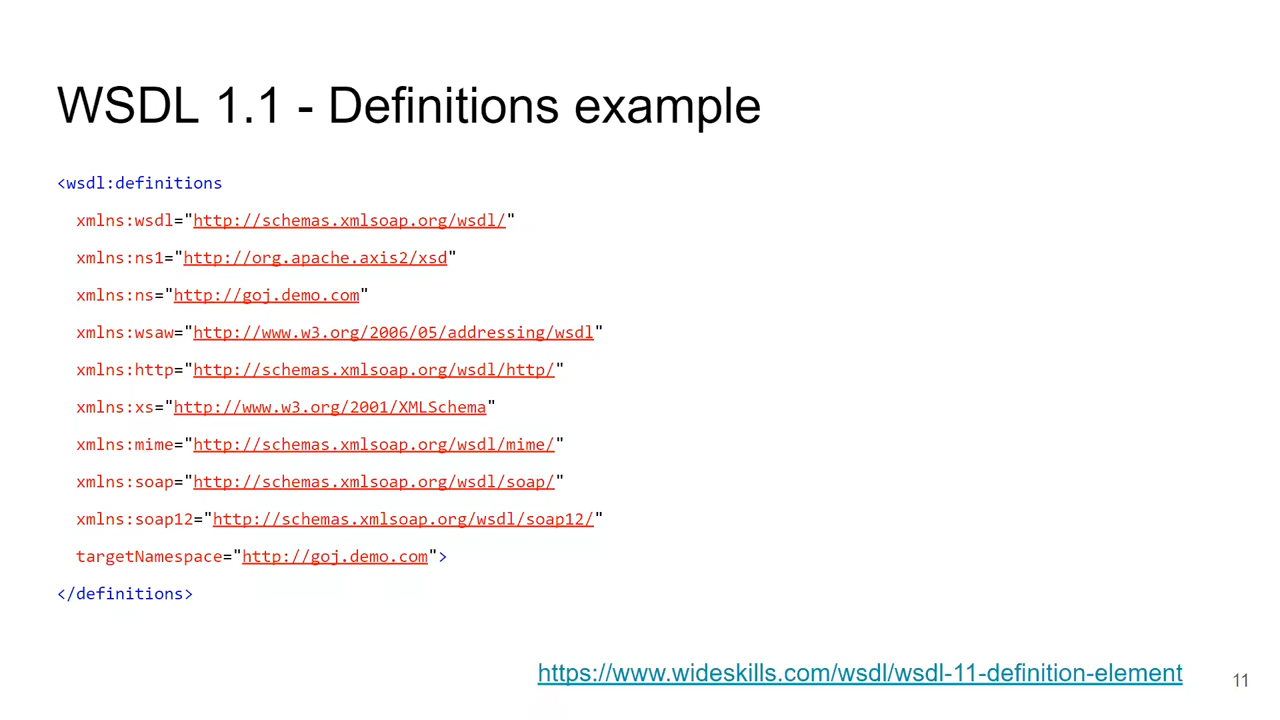 WSDL 1.1 - Definitions example
<wsdl:definitions
xmlns:wsdl="http://schemas.xmlsoap.org/wsdl/"
xmlns:ns1="http://org.apache.axis2/xsd"
xmlns:ns="http://goj.demo.com"
xmlns:wsaw="http://www.w3.org/2006/05/addressing/wsdl"
xmlns:http="http://schemas.xmlsoap.org/wsdl/http/"
xmlns:xs="http://www.w3.org/2001/XMLSchema"
xmlns:mime="http://schemas.xmlsoap.org/wsdl/mime/"
xmlns:soap="http://schemas.xmlsoap.org/wsdl/soap/"
xmlns:soap12="http://schemas.xmlsoap.org/wsdl/soap12/"
targetNamespace="http://goj.demo.com">
</definitions>
https://www.wideskills.com/wsdl/wsdl-11-definition-element
11